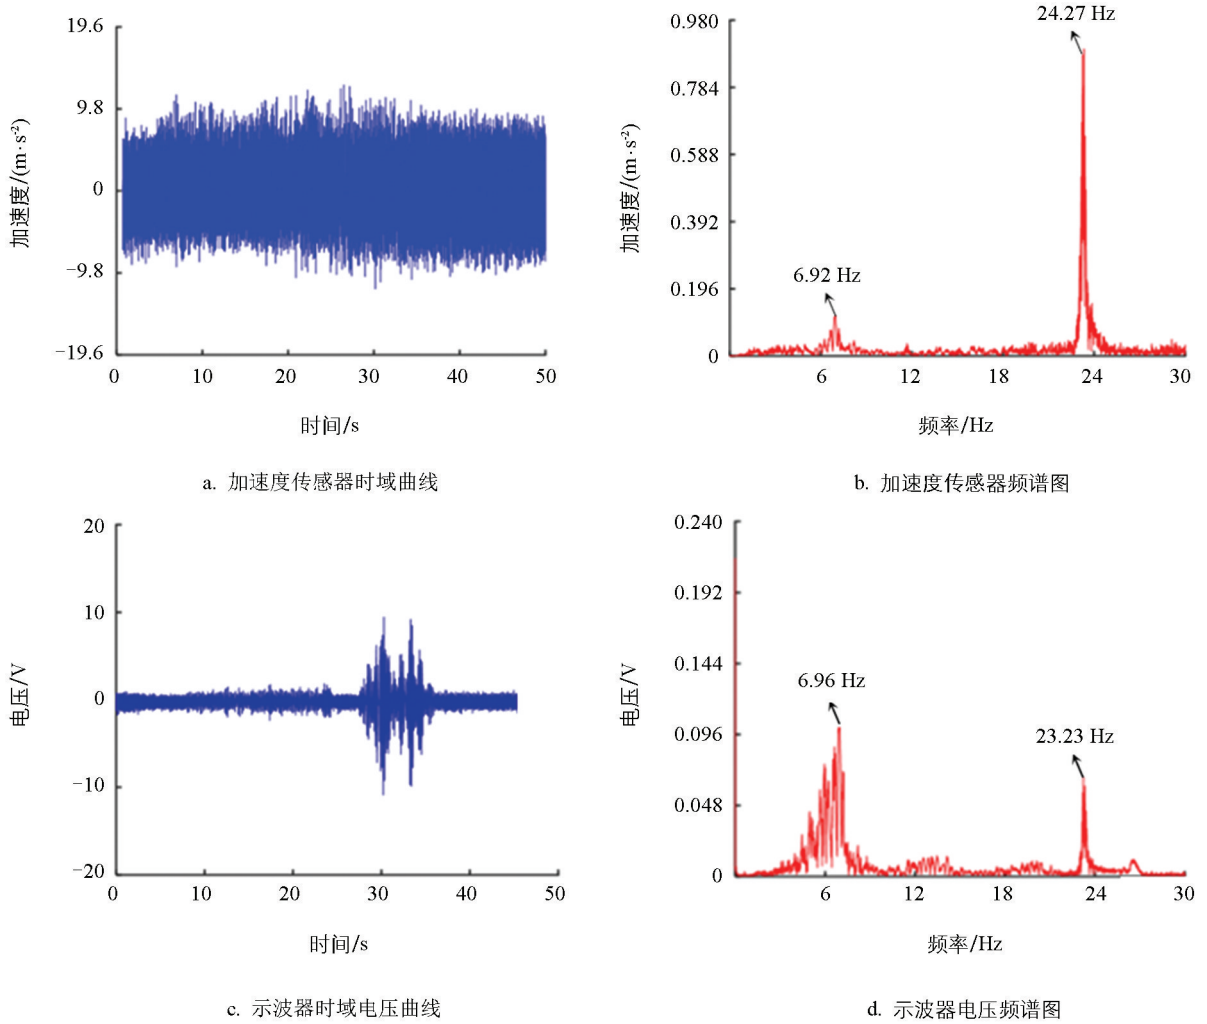 19.6
9.8
0
−9.8
−19.6
加速度/(m·s-2)
0
10
20
30
40
50
时间/s
a. 加速度传感器时域曲线
0.980
0.784
0.588
0.392
0.196
0
加速度/(m·s-2)
24.27 Hz
6.92 Hz
6
12
18
24
30
频率/Hz
b. 加速度传感器频谱图
20
10
0
−10
−20
电压/V
0
10
20
30
40
50
时间/s
c. 示波器时域电压曲线
0.240
0.192
0.144
0.096
0.048
0
电压/V
6.96 Hz
23.23 Hz
6
12
18
24
30
频率/Hz
d. 示波器电压频谱图